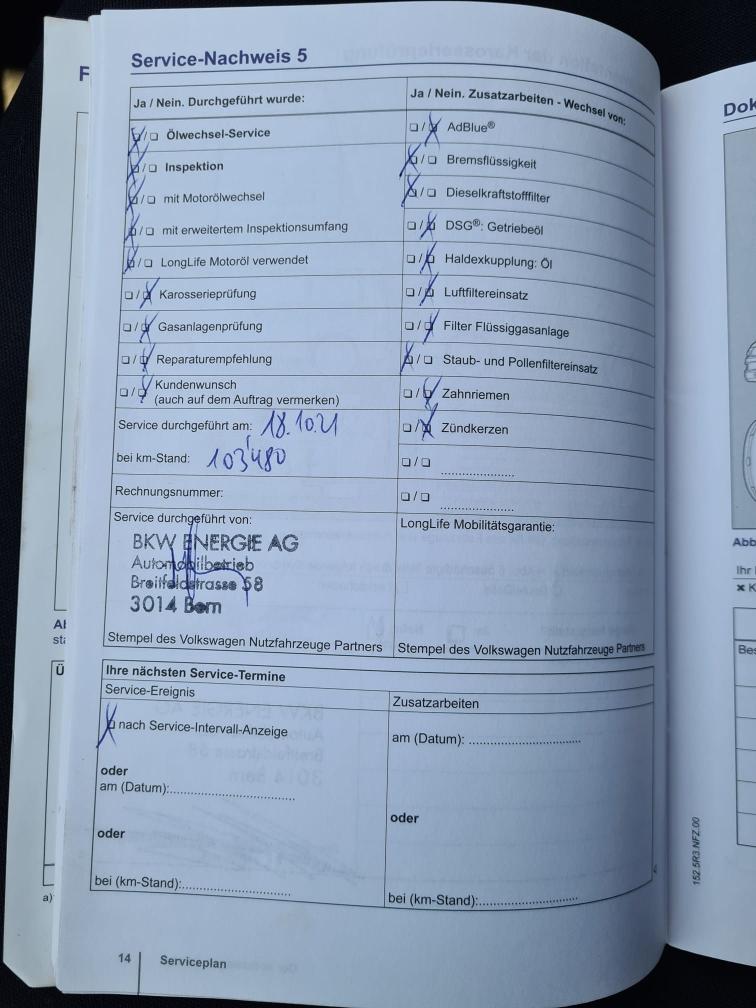 Service-Nachweis 5
Ja / Nein. Durchgeführt wurde:
☒/☐ Ölwechsel-Service
☒/☐ Inspektion
☒/☐ mit Motorölwechsel
☒/☐ mit erweitertem Inspektionsumfang
☒/☐ LongLife Motoröl verwendet
☐/☒ Karosserieprüfung
☐/☒ Gasanlagenprüfung
☐/☒ Reparaturempfehlung
☐/☒ Kundenwunsch
(auch auf dem Auftrag vermerken)
Service durchgeführt am: 18.10.21
bei km-Stand: 103'480
Rechnungsnummer:
Service durchgeführt von:
BKW ENERGIE AG
Automobilbetrieb
Breitfeldstrasse 58
3014 Bern
Stempel des Volkswagen Nutzfahrzeuge Partners
Ja / Nein. Zusatzarbeiten - Wechsel von:
☐/☒ AdBlue®
☒/☐ Bremsflüssigkeit
☒/☐ Dieselkraftstofffilter
☐/☒ DSG®: Getriebeöl
☐/☒ Haldexkupplung: Öl
☐/☒ Luftfiltereinsatz
☐/☒ Filter Flüssiggasanlage
☒/☐ Staub- und Pollenfiltereinsatz
☐/☒ Zahnriemen
☐/☒ Zündkerzen
☐/☐ ......................
☐/☐ ......................
LongLife Mobilitätsgarantie:
Stempel des Volkswagen Nutzfahrzeuge Partners
Ihre nächsten Service-Termine
Service-Ereignis
☒ nach Service-Intervall-Anzeige
oder
am (Datum):......................
oder
bei (km-Stand):......................
Zusatzarbeiten
am (Datum): ......................
oder
bei (km-Stand):......................
14
Serviceplan
152.5R3.NFZ.00
Dok
Abb
Ihr